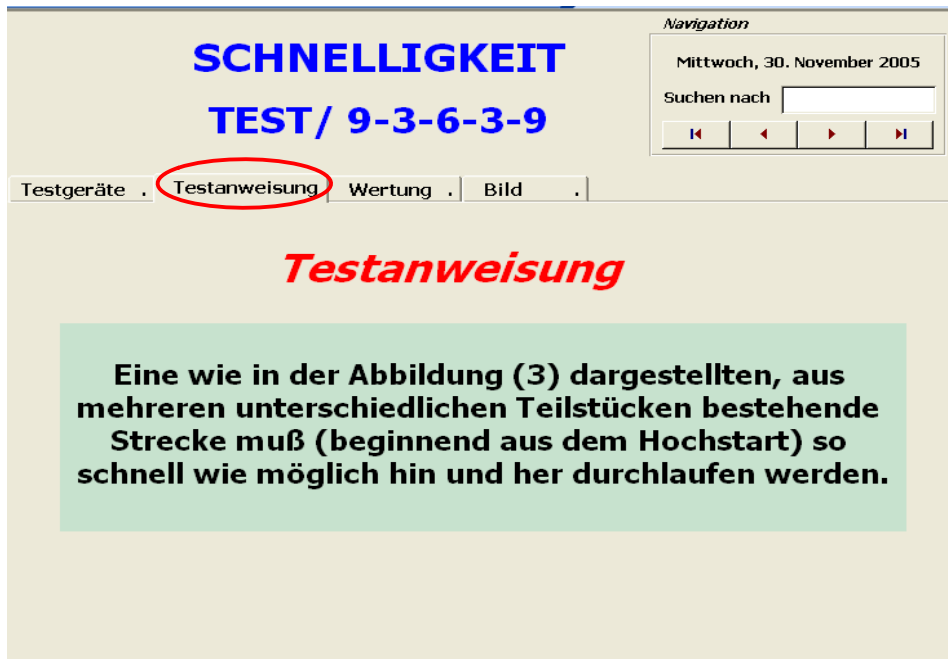 SCHNELLIGKEIT
TEST/ 9-3-6-3-9
Navigation
Mittwoch, 30. November 2005
Suchen nach
Testgeräte .
Testanweisung
Wertung .
Bild .
Testanweisung
Eine wie in der Abbildung (3) dargestellten, aus
mehreren unterschiedlichen Teilstücken bestehende
Strecke muß (beginnend aus dem Hochstart) so
schnell wie möglich hin und her durchlaufen werden.